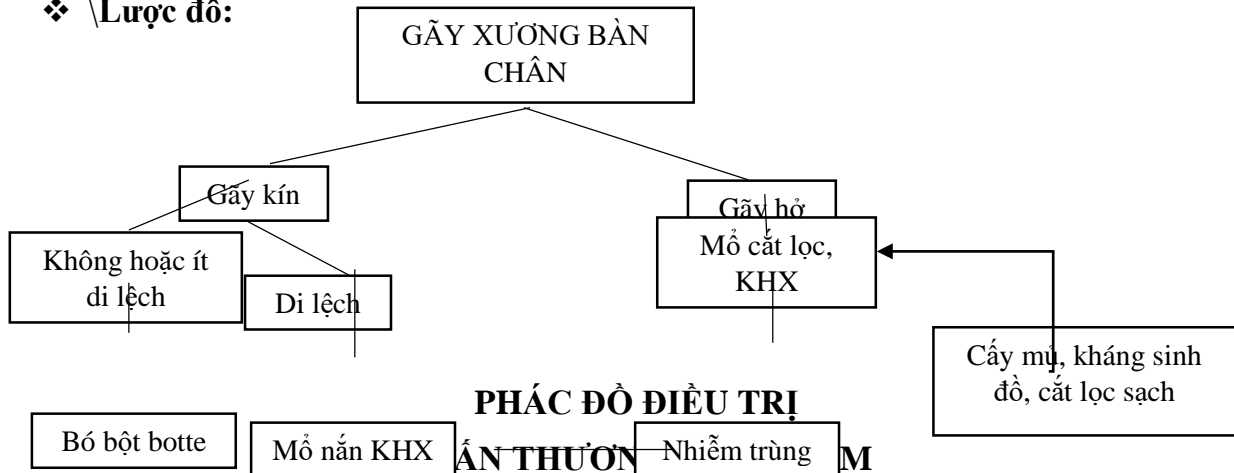 ❖ \Lược đồ:
GÃY XƯƠNG BÀN
CHÂN
Gãy kín
Gãy hở
Không hoặc ít
di lệch
Di lệch
Mổ cắt lọc,
KHX
Cấy mủ, kháng sinh
đồ, cắt lọc sạch
PHÁC ĐỒ ĐIỀU TRỊ
Bó bột botte
Mổ nắn KHX
Nhiễm trùng